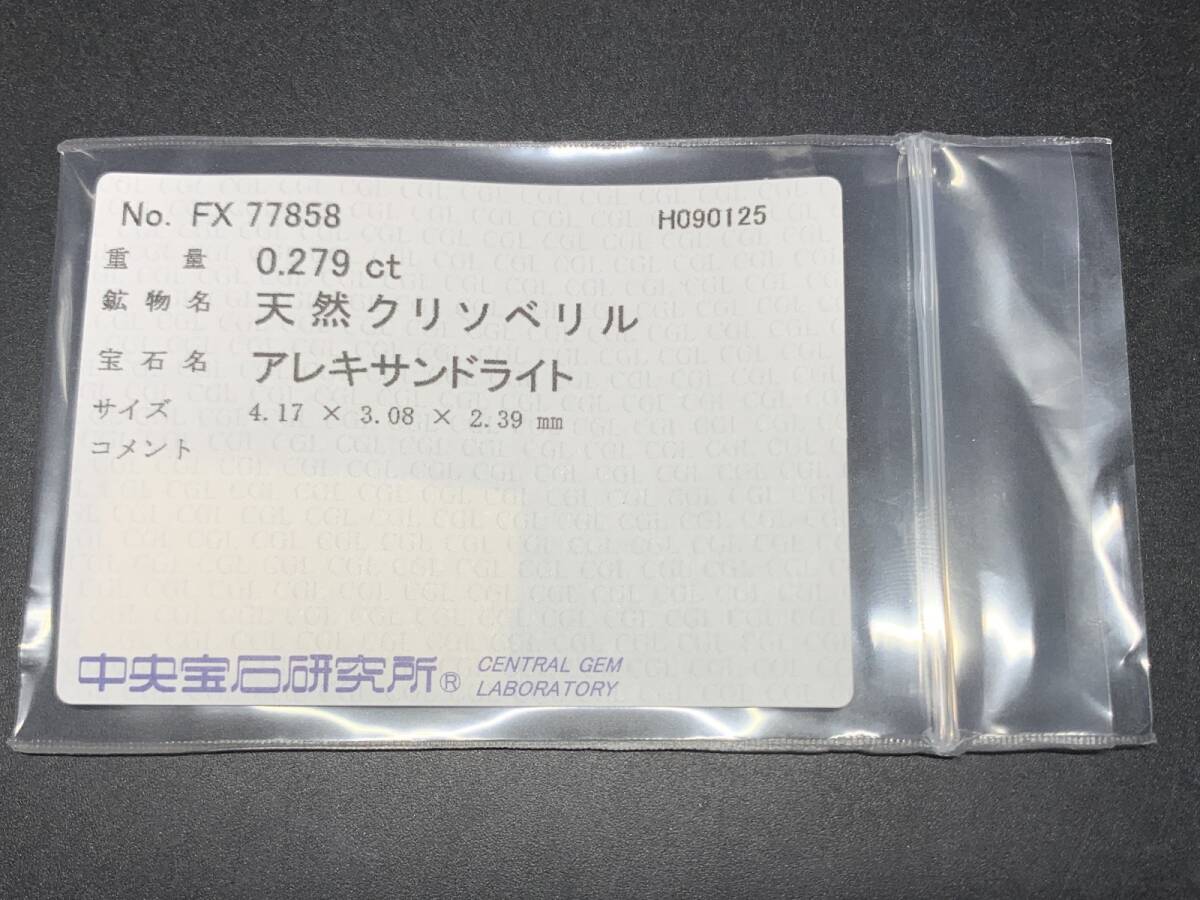 No. FX 77858 H090125
重量 0.279 ct
鉱物名 天然クリソベリル
宝石名 アレキサンドライト
サイズ 4.17 × 3.08 × 2.39 mm
コメント
中央宝石研究所® CENTRAL GEM
LABORATORY